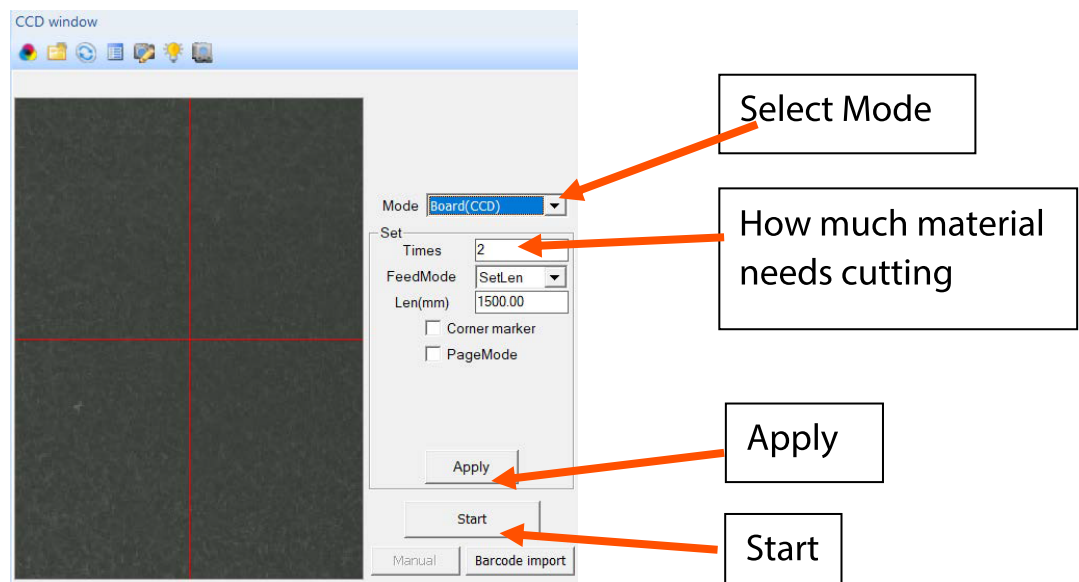 CCD window
Select Mode
Mode Board(CCD)
Set
Times 2
How much material
needs cutting
FeedMode SetLen
Len(mm) 1500.00
Corner marker
PageMode
Apply
Apply
Start
Start
Manual Barcode import